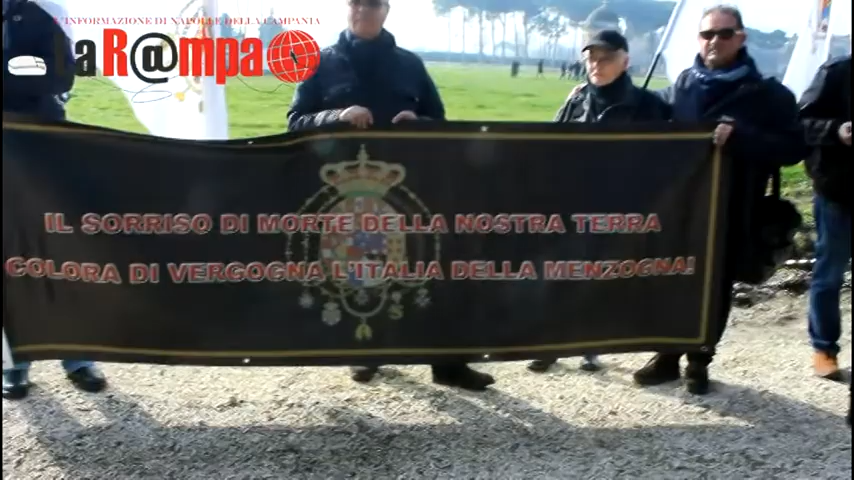 L'INFORMAZIONE DI NAPOLI E DELLA CAMPANIA
LaR@mpa
IL SORRISO DI MORTE DELLA NOSTRA TERRA
COLORA DI VERGOGNA L'ITALIA DELLA MENZOGNA!